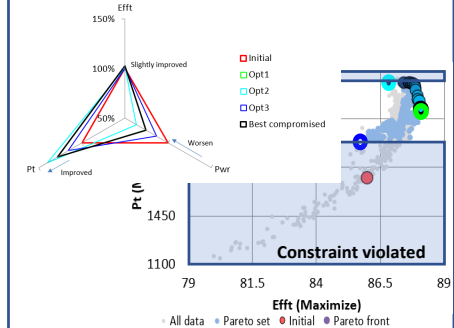 Efft
150%
100%
Slightly improved
50%
Initial
Opt1
Opt2
Opt3
Best compromised
Worsen
Pt
Improved
Pwr
Pt (
1450
1100
Constraint violated
79 81.5 84 86.5 89
Efft (Maximize)
All data Pareto set Initial Pareto front